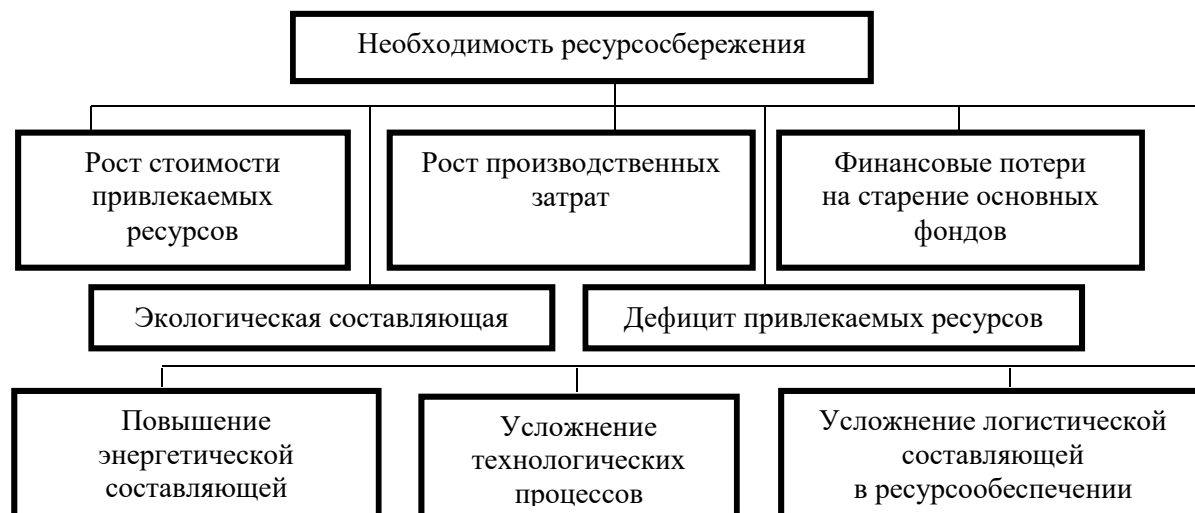 Необходимость ресурсосбережения
Рост стоимости
привлекаемых
ресурсов
Рост производственных
затрат
Финансовые потери
на старение основных
фондов
Экологическая составляющая
Дефицит привлекаемых ресурсов
Повышение
энергетической
составляющей
Усложнение
технологических
процессов
Усложнение логистической
составляющей
в ресурсообеспечении